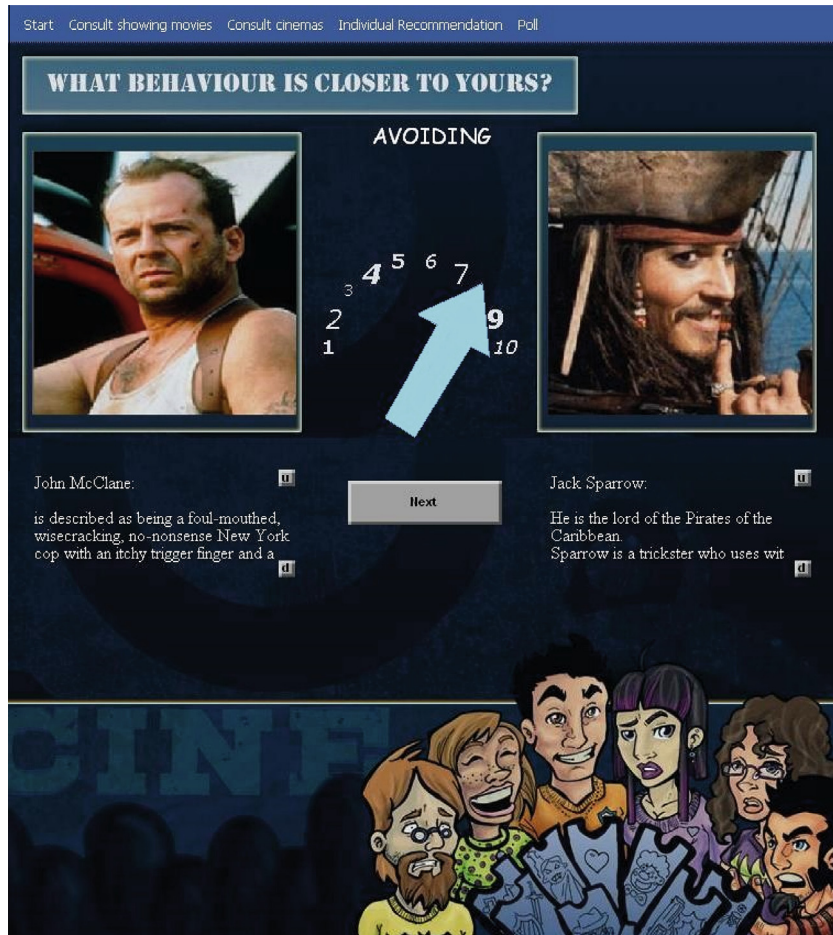 Start Consult showing movies Consult cinemas Individual Recommendation Poll
WHAT BEHAVIOUR IS CLOSER TO YOURS?
AVOIDING
1
2
3
4
5
6
7
9
10
John McClane:
u
is described as being a foul-mouthed,
wisecracking, no-nonsense New York
cop with an itchy trigger finger and a
d
Next
Jack Sparrow:
u
He is the lord of the Pirates of the
Caribbean.
Sparrow is a trickster who uses wit
d
CINE